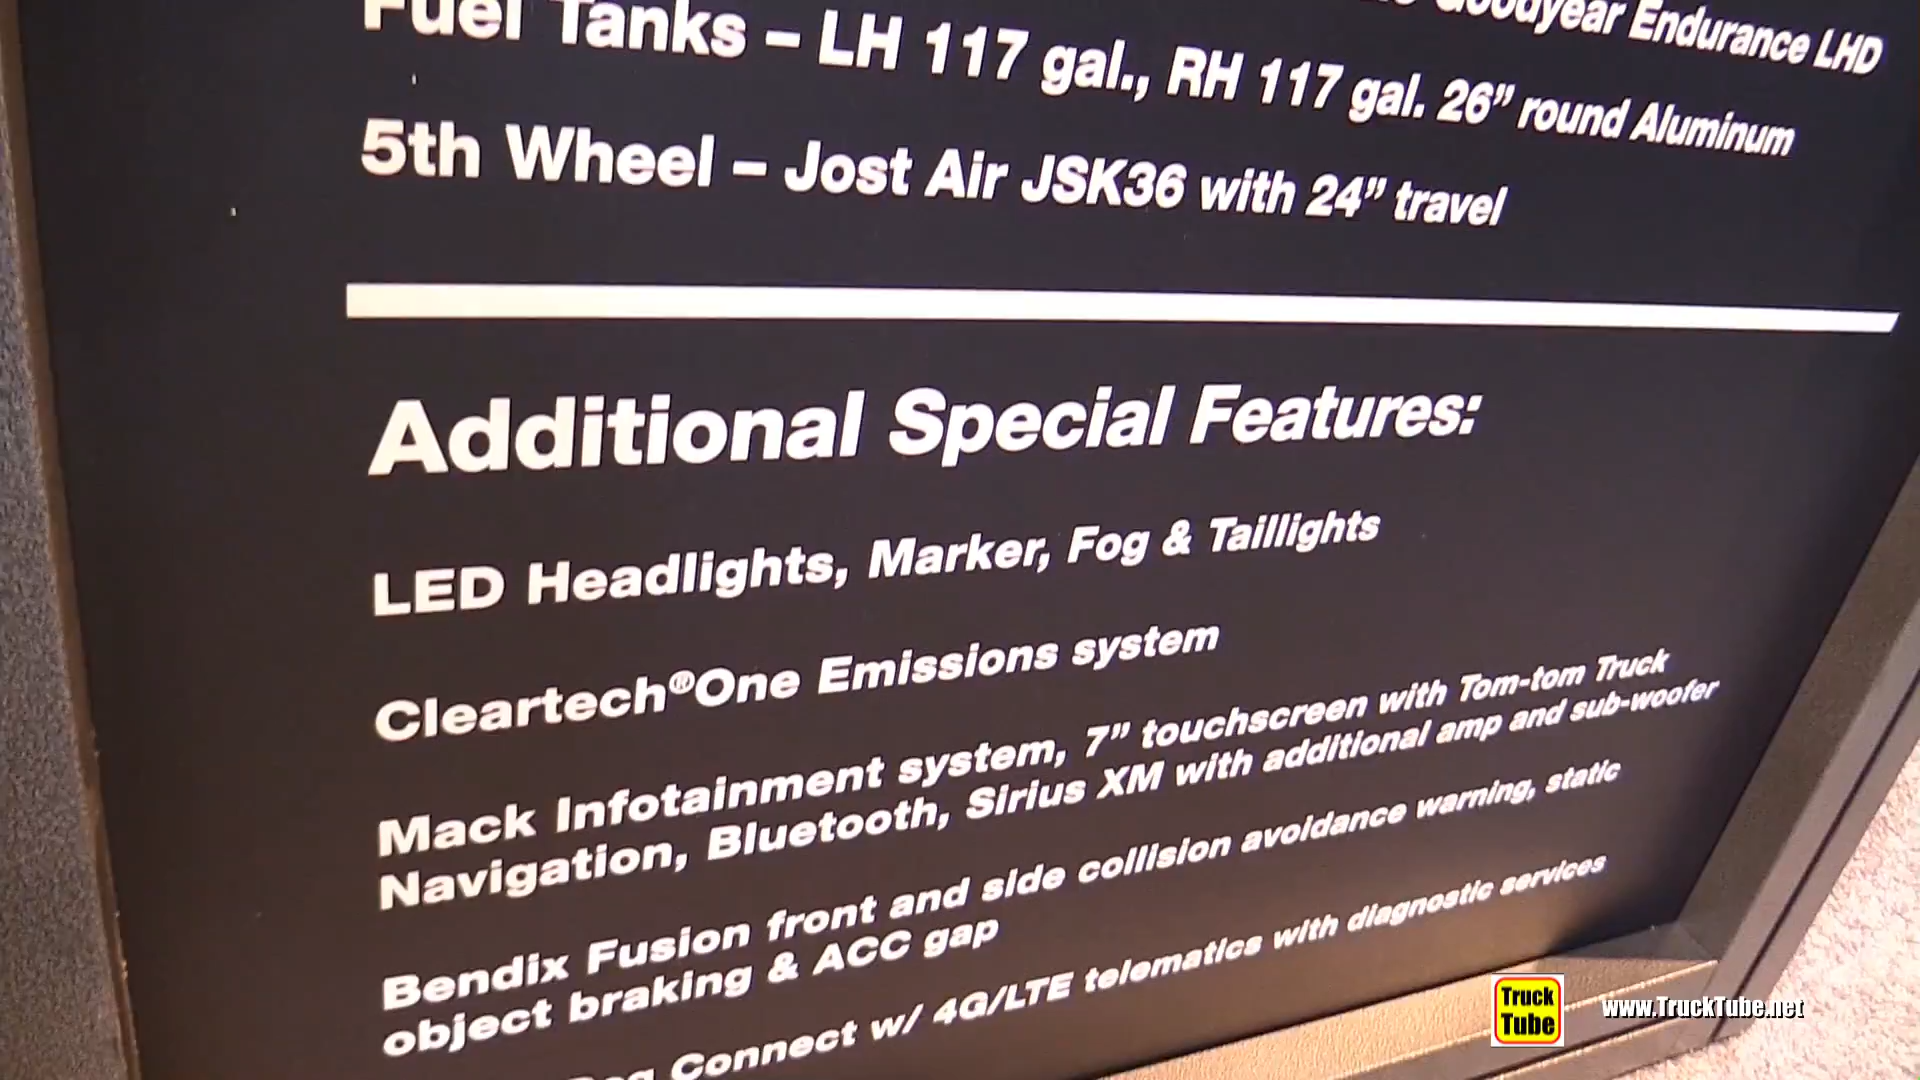 Goodyear Endurance LHD
Fuel Tanks – LH 117 gal., RH 117 gal. 26” round Aluminum
5th Wheel – Jost Air JSK36 with 24” travel
Additional Special Features:
LED Headlights, Marker, Fog & Taillights
Cleartech®One Emissions system
Mack Infotainment system, 7” touchscreen with Tom-tom Truck
Navigation, Bluetooth, Sirius XM with additional amp and sub-woofer
Bendix Fusion front and side collision avoidance warning, static
object braking & ACC gap
Connect w/ 4G/LTE telematics with diagnostic services
Truck
Tube
www.TruckTube.net